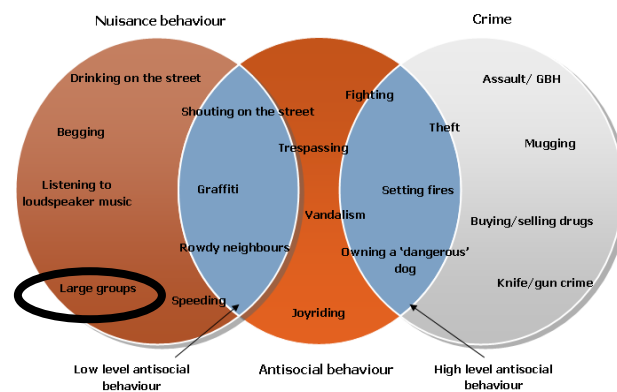 Nuisance behaviour
Crime
Drinking on the street
Assault/ GBH
Fighting
Shouting on the street
Begging
Theft
Trespassing
Mugging
Listening to
loudspeaker music
Graffiti
Setting fires
Vandalism
Buying/selling drugs
Rowdy neighbours
Owning a 'dangerous'
dog
Large groups
Speeding
Knife/gun crime
Joyriding
Low level antisocial
behaviour
Antisocial behaviour
High level antisocial
behaviour